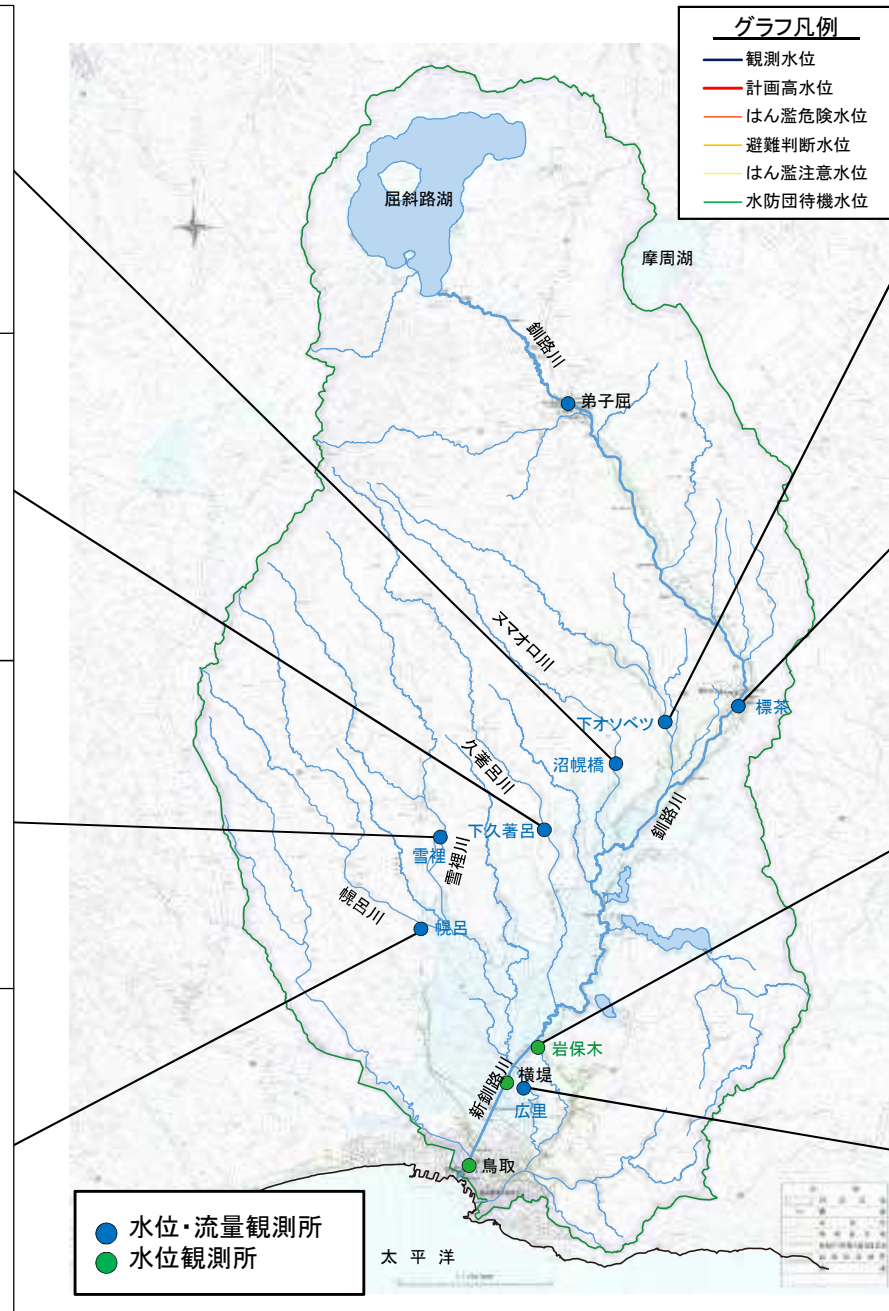 グラフ凡例
観測水位
計画高水位
はん濫危険水位
避難判断水位
はん濫注意水位
水防団待機水位
屈斜路湖
摩周湖
釧路川
弟子屈
ヌマオロ川
下オソベツ
標茶
沼幌橋
久著呂川
下久著呂
釧路川
雪裡
雪裡川
幌呂川
幌呂
岩保木
横堤
新釧路川
広里
鳥取
水位・流量観測所
水位観測所
太平洋